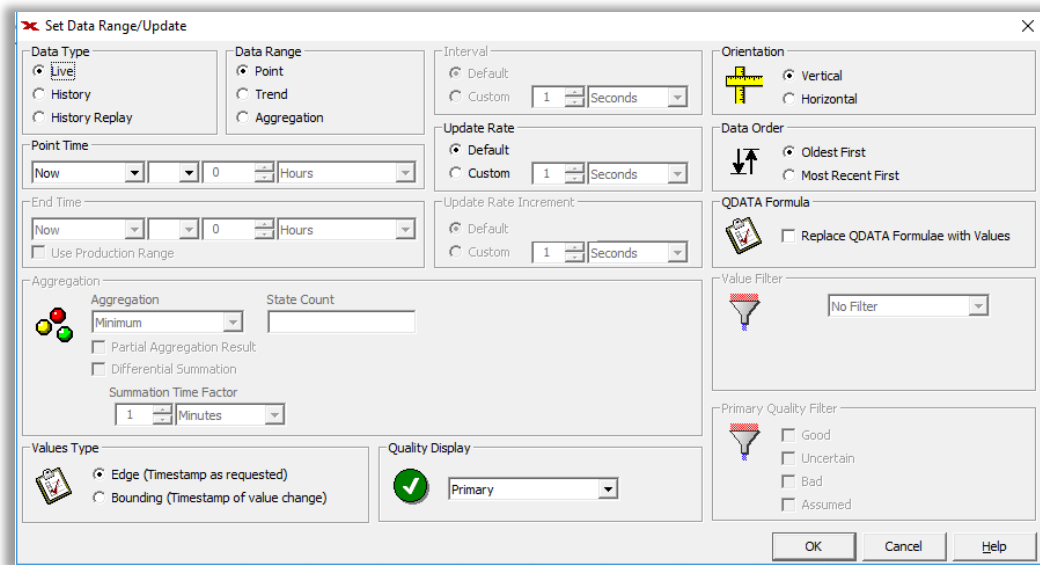 Set Data Range/Update
Data Type
Live
History
History Replay
Data Range
Point
Trend
Aggregation
Interval
Default
Custom 1 Seconds
Orientation
Vertical
Horizontal
Point Time
Now 0 Hours
Update Rate
Default
Custom 1 Seconds
Data Order
Oldest First
Most Recent First
End Time
Now 0 Hours
Use Production Range
Update Rate Increment
Default
Custom 1 Seconds
QDATA Formula
Replace QDATA Formulae with Values
Aggregation
Aggregation State Count
Minimum
Partial Aggregation Result
Differential Summation
Summation Time Factor
1 Minutes
Value Filter
No Filter
Primary Quality Filter
Good
Uncertain
Bad
Assumed
Values Type
Edge (Timestamp as requested)
Bounding (Timestamp of value change)
Quality Display
Primary
OK Cancel Help